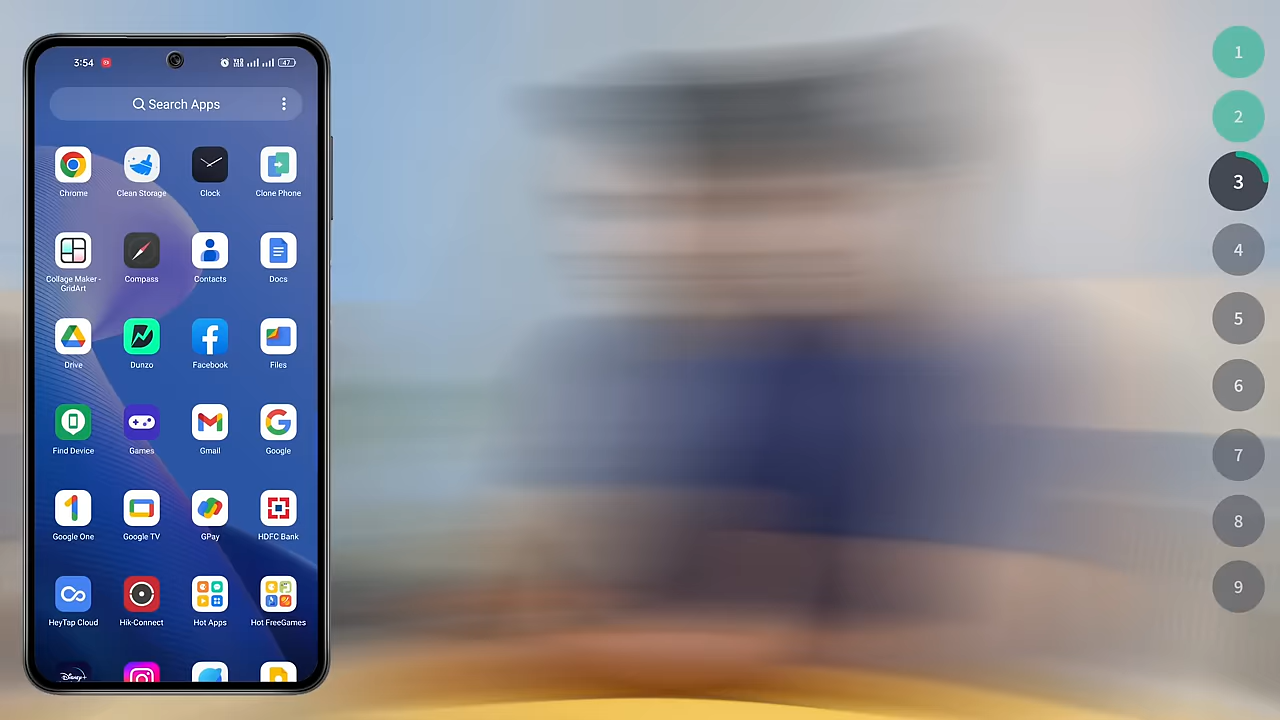 3:54
47
Search Apps
Chrome
Clean Storage
Clock
Clone Phone
Collage Maker -
GridArt
Compass
Contacts
Docs
Drive
Dunzo
Facebook
Files
Find Device
Games
Gmail
Google
Google One
Google TV
GPay
HDFC Bank
HeyTap Cloud
Hik-Connect
Hot Apps
Hot FreeGames
Disney+
1
2
3
4
5
6
7
8
9